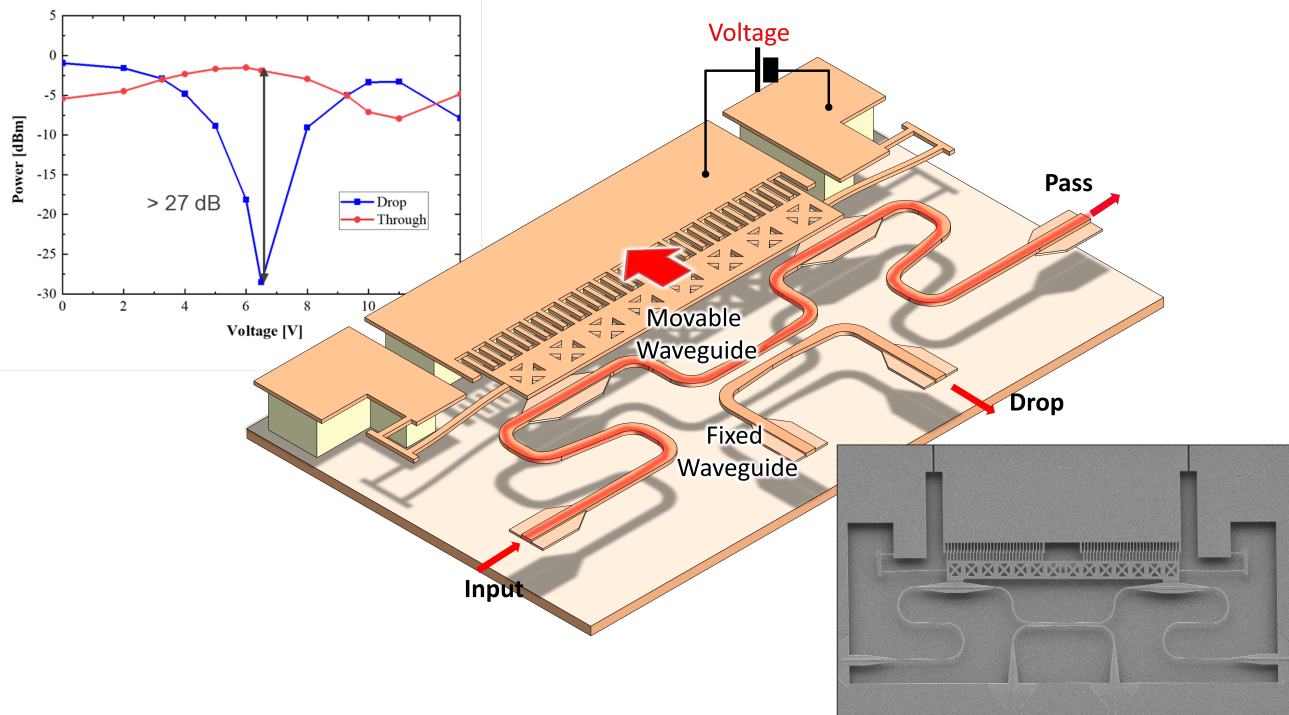 Power [dBm]
5
0
-5
-10
-15
-20
-25
-30
> 27 dB
Drop
Through
0
2
4
6
8
10
Voltage [V]
Voltage
Pass
Movable
Waveguide
Drop
Fixed
Waveguide
Input